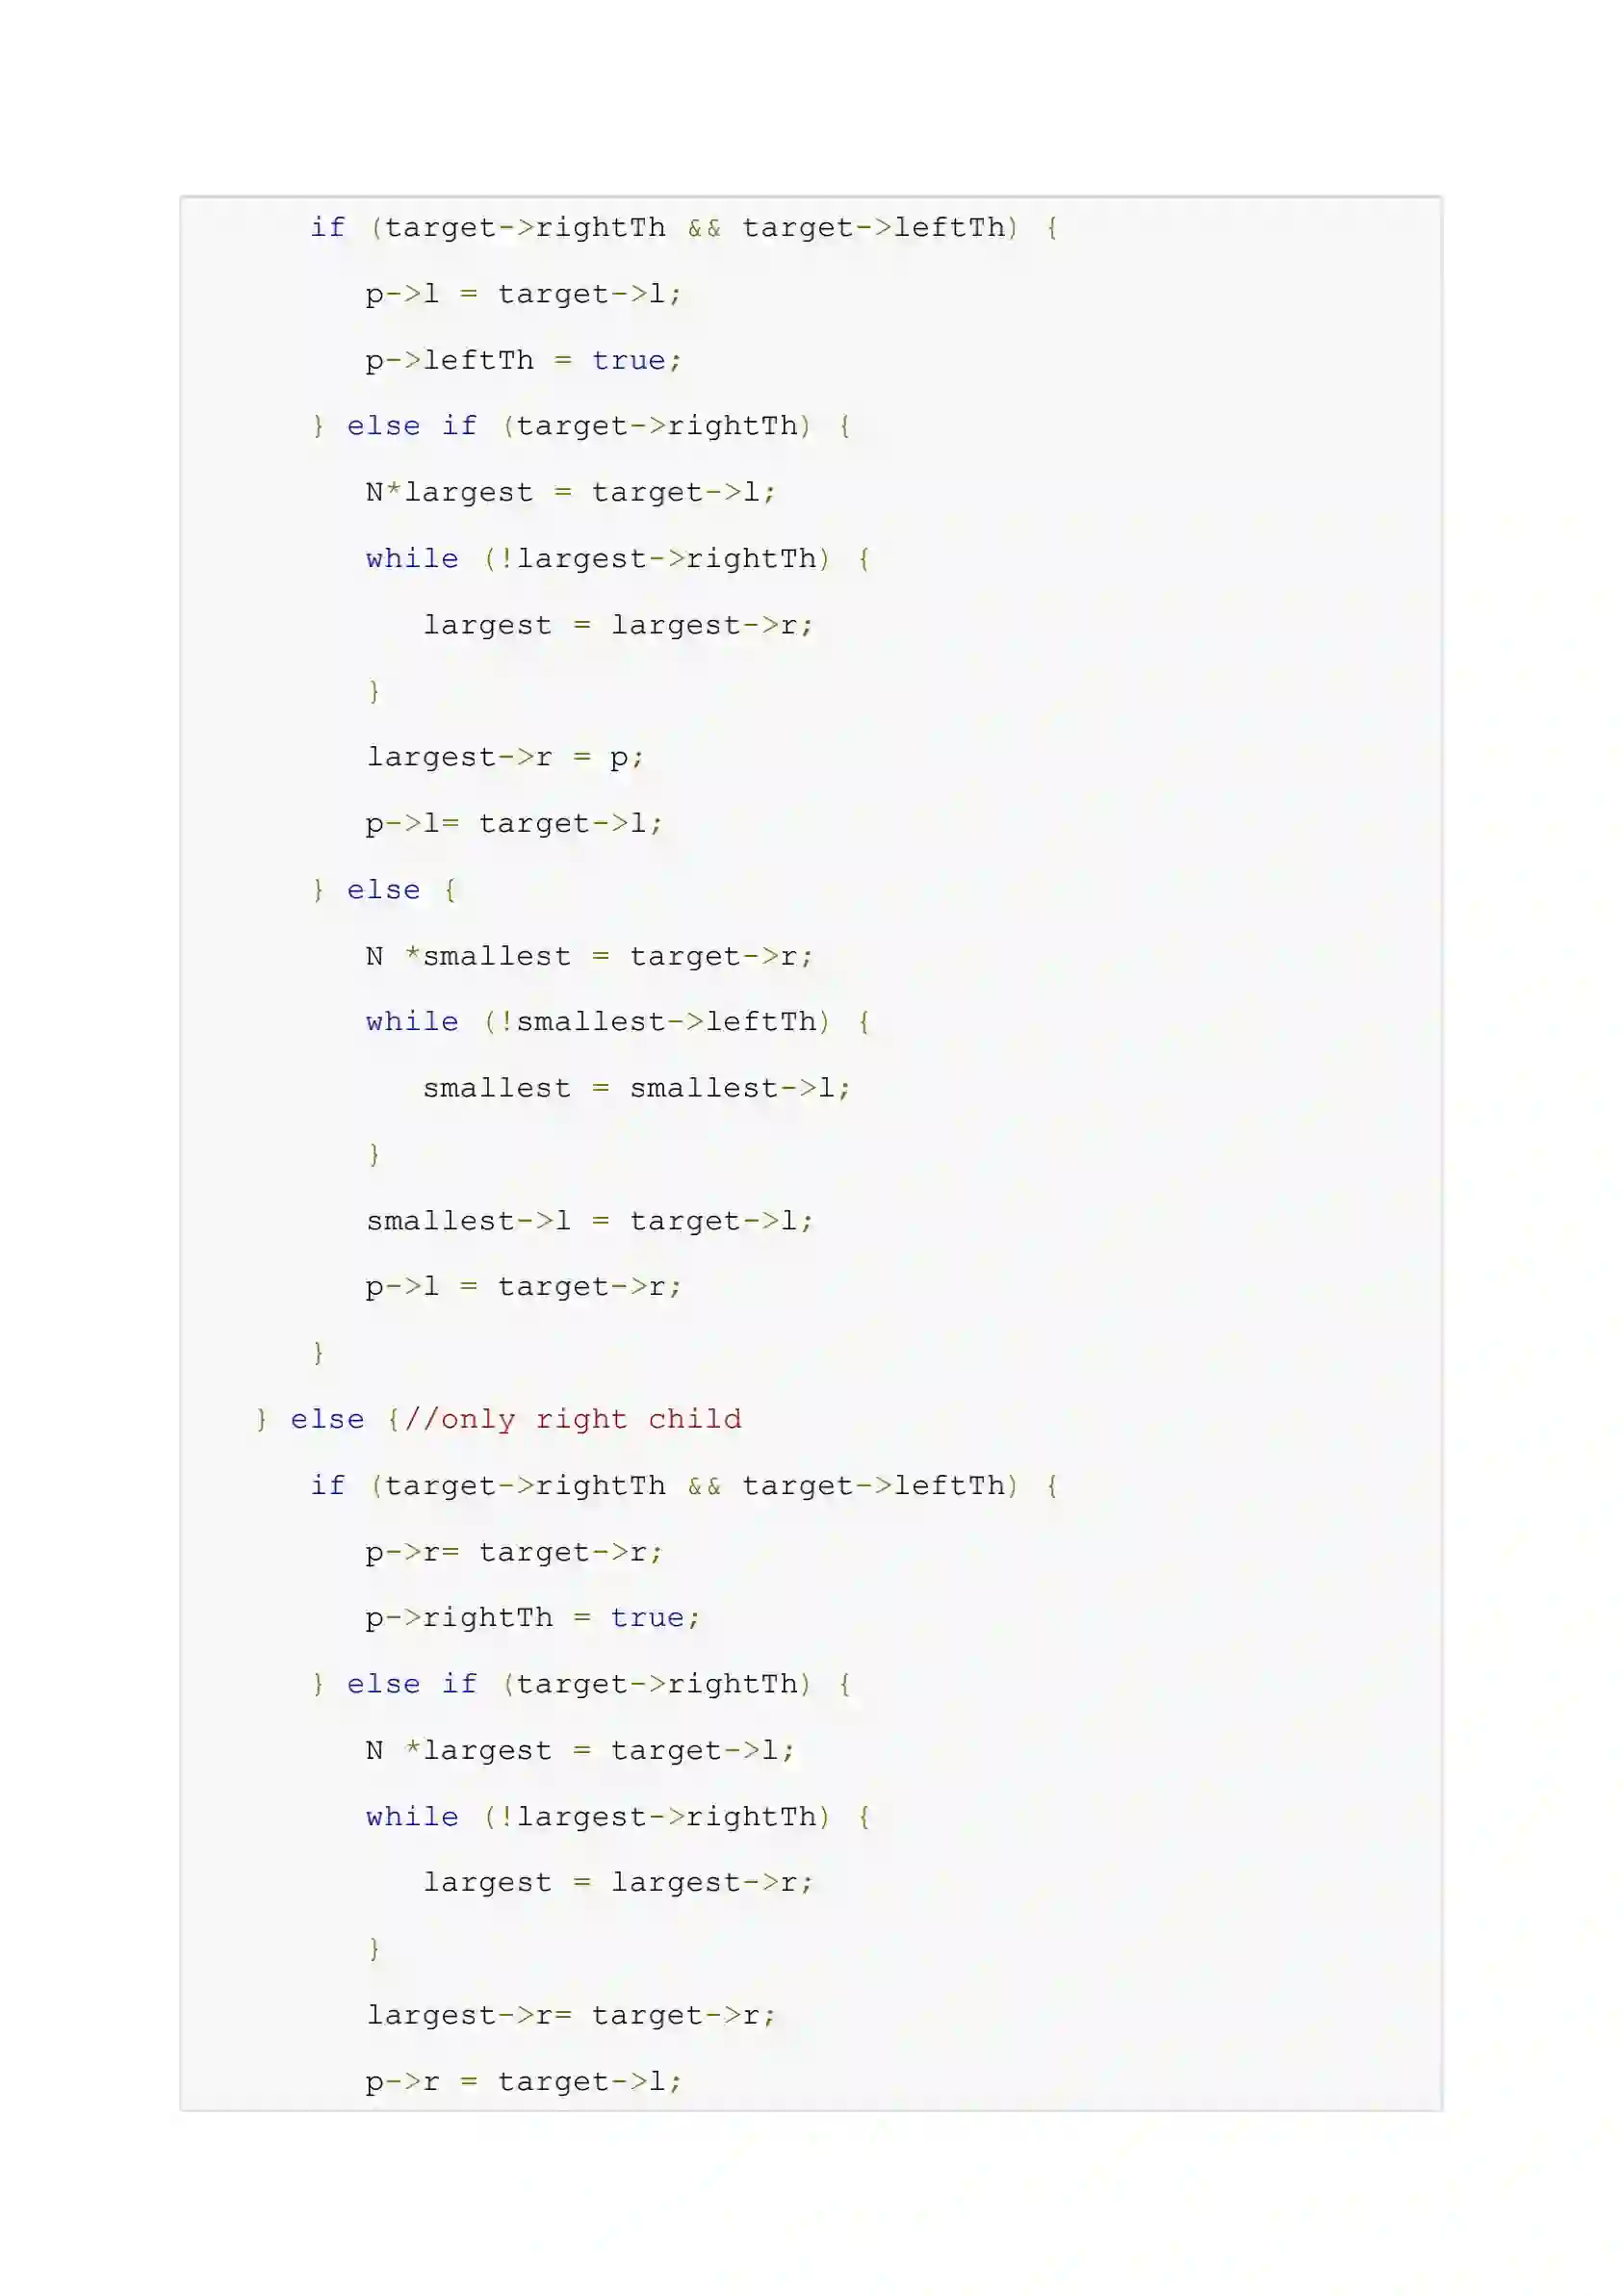 if (target->rightTh && target->leftTh) {
p->l = target->l;
p->leftTh = true;
} else if (target->rightTh) {
N*largest = target->l;
while (!largest->rightTh) {
largest = largest->r;
}
largest->r = p;
p->l= target->l;
} else {
N *smallest = target->r;
while (!smallest->leftTh) {
smallest = smallest->l;
}
smallest->l = target->l;
p->l = target->r;
}
} else {//only right child
if (target->rightTh && target->leftTh) {
p->r= target->r;
p->rightTh = true;
} else if (target->rightTh) {
N *largest = target->l;
while (!largest->rightTh) {
largest = largest->r;
}
largest->r= target->r;
p->r = target->l;